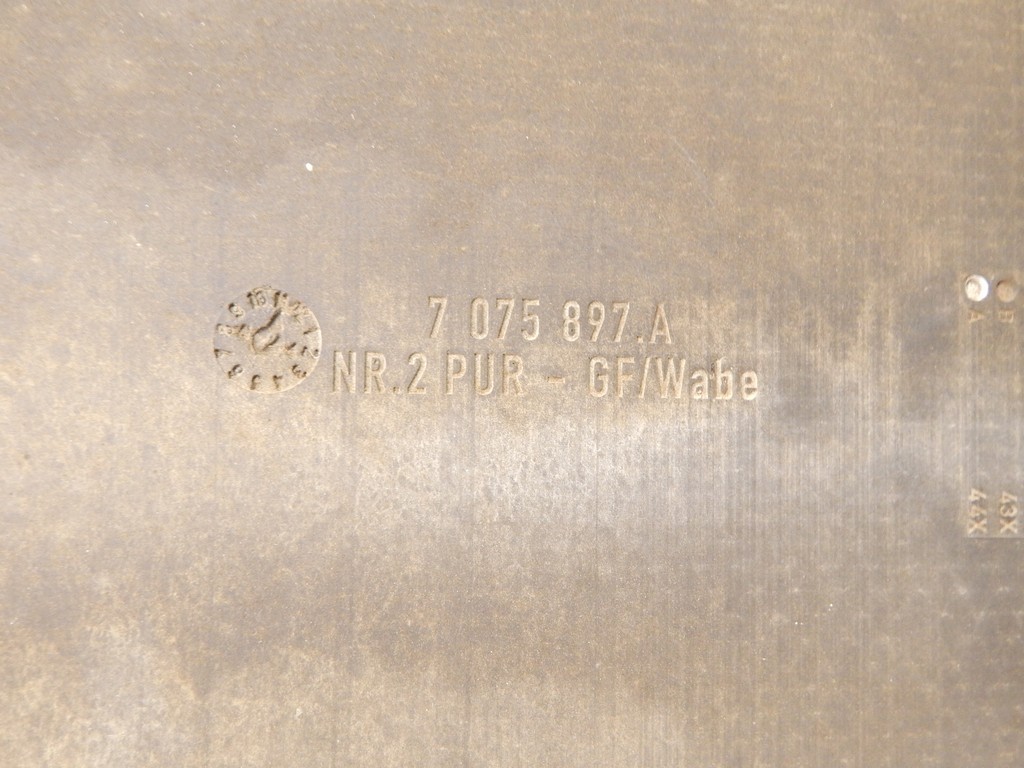 7 075 897.A
NR.2 PUR - GF/Wabe
A
B
44X
43X